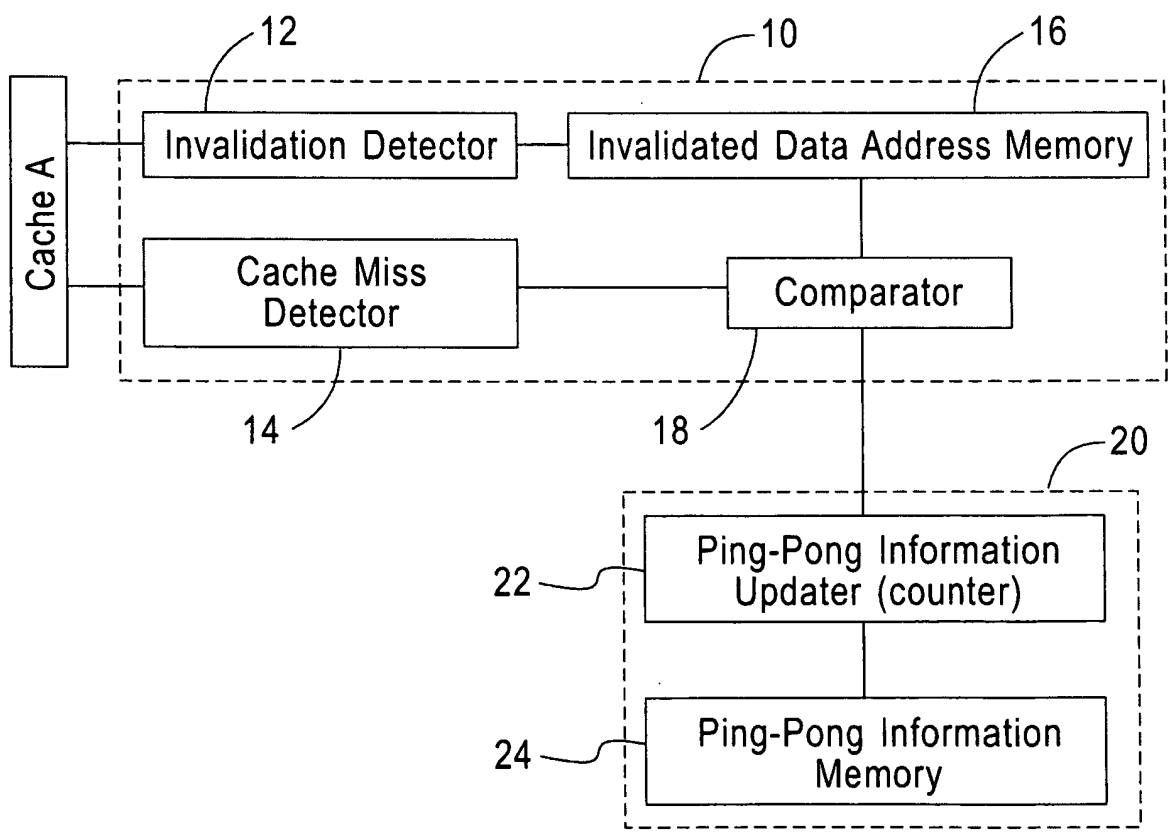 12
10
16
Cache A
Invalidation Detector
Invalidated Data Address Memory
Cache Miss
Detector
Comparator
14
18
20
22
Ping-Pong Information
Updater (counter)
24
Ping-Pong Information
Memory